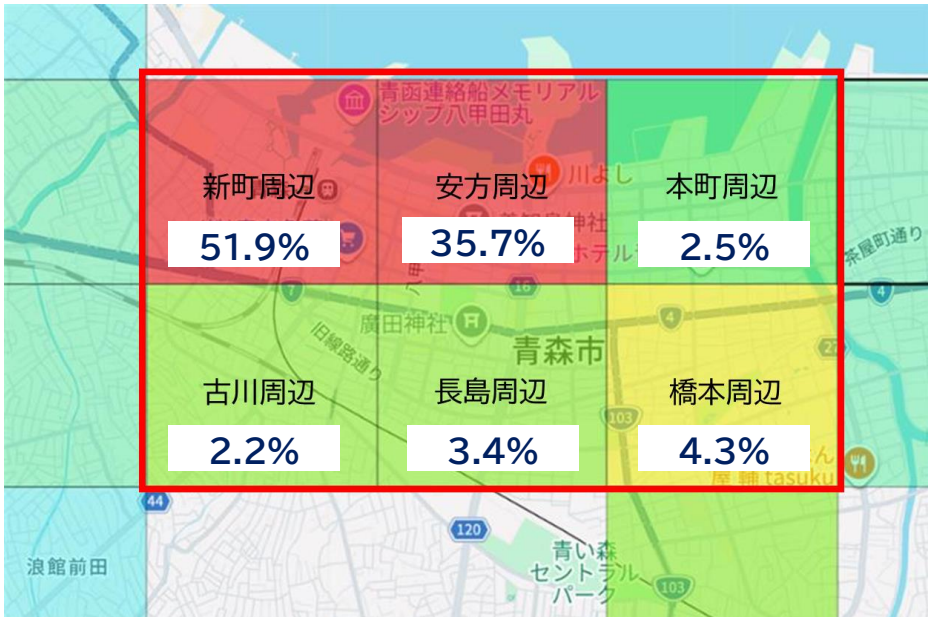 青函連絡船メモリアル
シップ八甲田丸
新町周辺
51.9%
安方周辺
35.7%
本町周辺
2.5%
川よし
神社
ホテル
茶屋町通り
7
16
4
4
廣田神社
旧線路通り
青森市
古川周辺
2.2%
長島周辺
3.4%
橋本周辺
4.3%
103
屋 輔 tasuku
44
120
浪館前田
青い森
セントラル
パーク
103